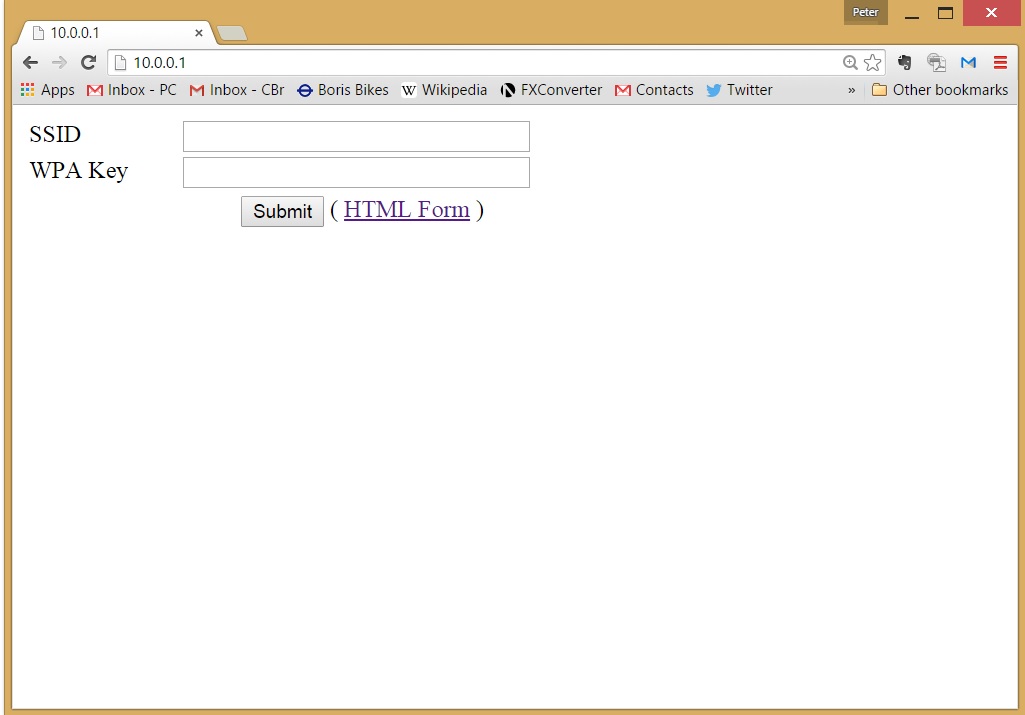 Peter
10.0.0.1
10.0.0.1
Apps Inbox - PC Inbox - CBr Boris Bikes W Wikipedia FXConverter Contacts Twitter » Other bookmarks
SSID
WPA Key
Submit ( HTML Form )